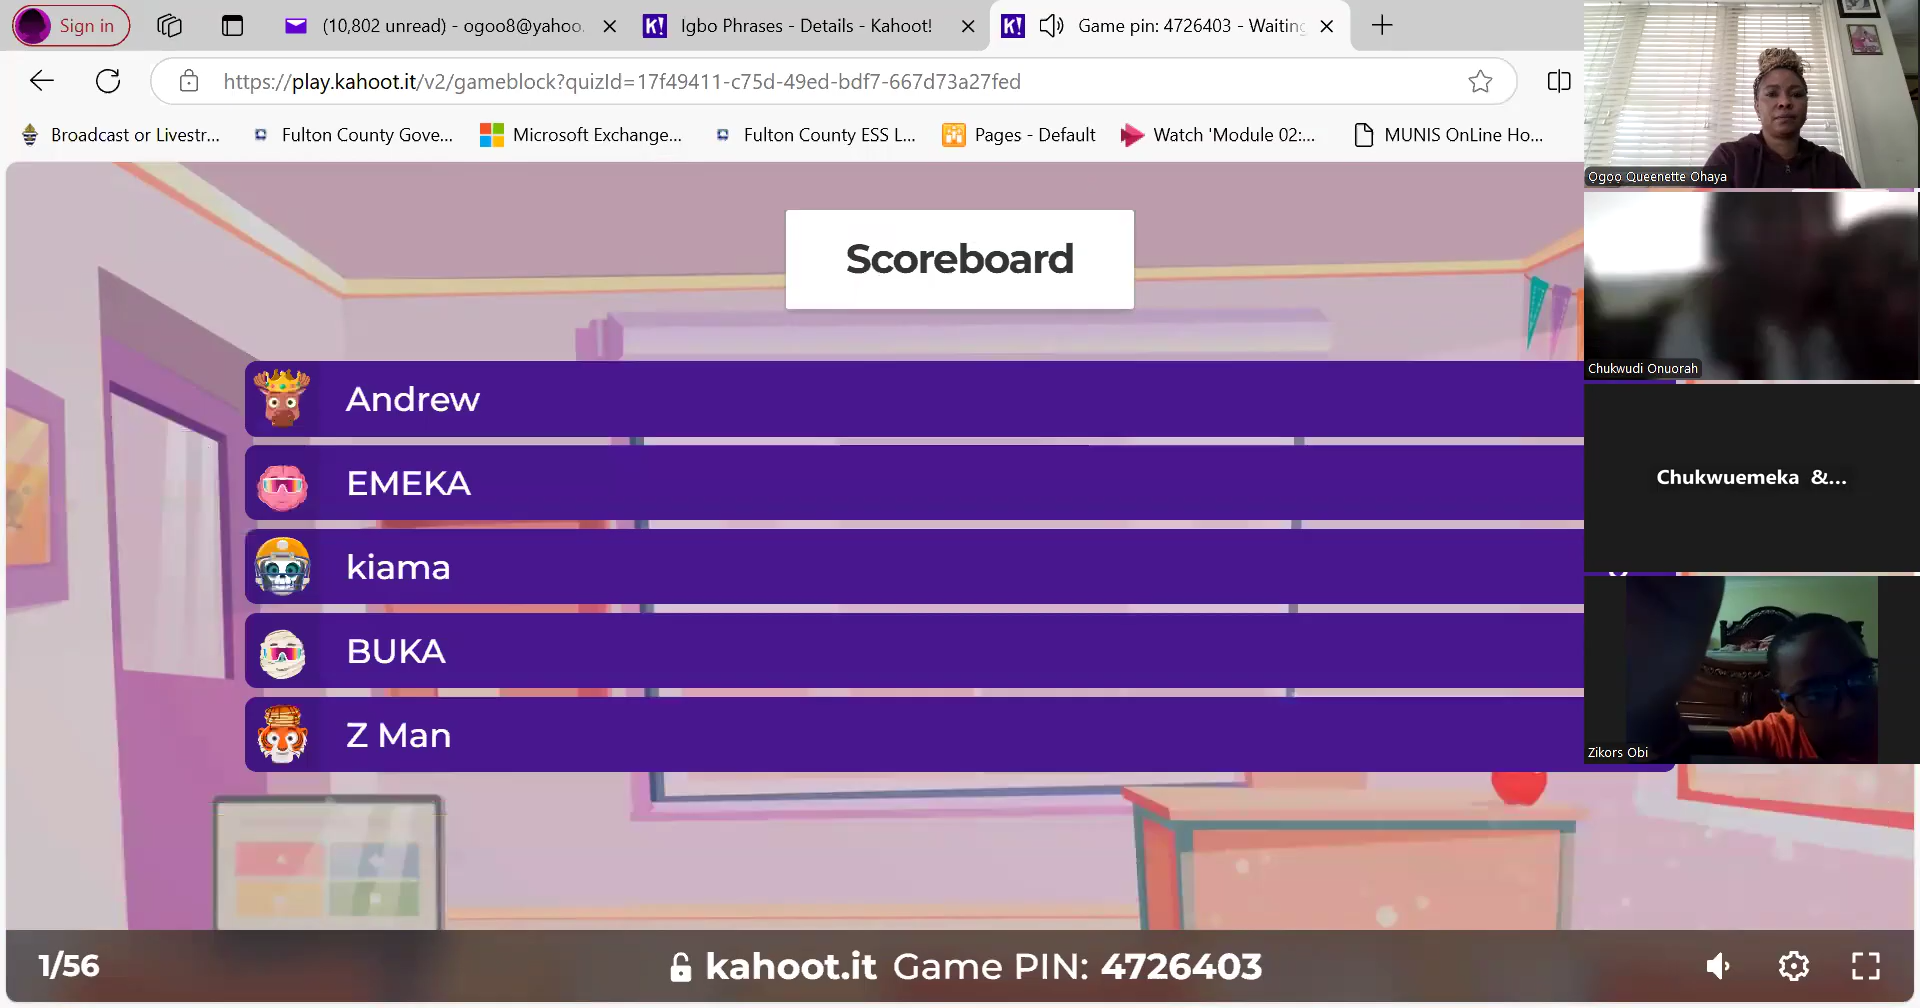 Sign in
(10,802 unread) - ogoo8@yahoo.
Igbo Phrases - Details - Kahoot!
Game pin: 4726403 - Waiting
https://play.kahoot.it/v2/gameblock?quizId=17f49411-c75d-49ed-bdf7-667d73a27fed
Broadcast or Livestr...
Fulton County Gove...
Microsoft Exchange...
Fulton County ESS L...
Pages - Default
Watch 'Module 02:...
MUNIS OnLine Ho...
Ogoo Queenette Ohaya
Scoreboard
Chukwudi Onuorah
Andrew
EMEKA
Chukwuemeka &...
kiama
BUKA
Z Man
Zikors Obi
1/56
kahoot.it Game PIN: 4726403